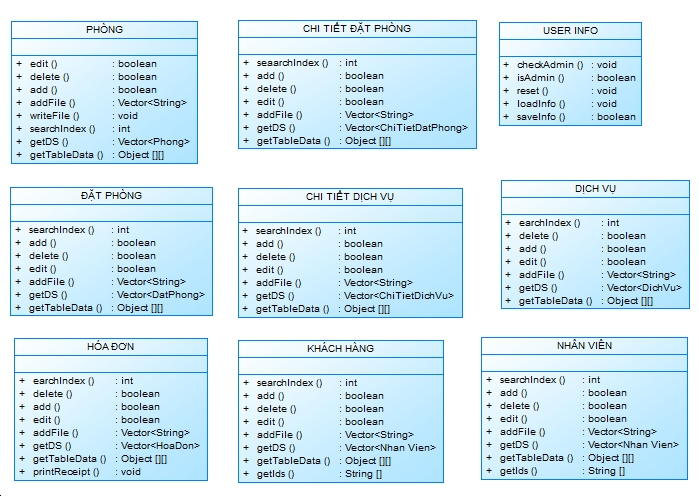 PHÒNG
+ edit () : boolean
+ delete () : boolean
+ add () : boolean
+ addFile () : Vector<String>
+ writeFile () : void
+ searchIndex () : int
+ getDS () : Vector<Phong>
+ getTableData () : Object [][]
CHI TIẾT ĐẶT PHÒNG
+ seaarchIndex () : int
+ add () : boolean
+ delete () : boolean
+ edit () : boolean
+ addFile () : Vector<String>
+ getDS () : Vector<ChiTietDatPhong>
+ getTableData () : Object [][]
USER INFO
+ checkAdmin () : void
+ isAdmin () : boolean
+ reset () : void
+ loadInfo () : void
+ saveInfo () : boolean
ĐẶT PHÒNG
+ searchIndex () : int
+ add () : boolean
+ delete () : boolean
+ edit () : boolean
+ addFile () : Vector<String>
+ getDS () : Vector<DatPhong>
+ getTableData () : Object [][]
CHI TIẾT DỊCH VỤ
+ searchIndex () : int
+ add () : boolean
+ delete () : boolean
+ edit () : boolean
+ addFile () : Vector<String>
+ getDS () : Vector<ChiTietDichVu>
+ getTableData () : Object [][]
DỊCH VỤ
+ earchIndex () : int
+ delete () : boolean
+ add () : boolean
+ edit () : boolean
+ addFile () : Vector<String>
+ getDS () : Vector<DichVu>
+ getTableData () : Object [][]
HÓA ĐƠN
+ earchIndex () : int
+ delete () : boolean
+ add () : boolean
+ edit () : boolean
+ addFile () : Vector<String>
+ getDS () : Vector<HoaDon>
+ getTableData () : Object [][]
+ printReceipt () : void
KHÁCH HÀNG
+ searchIndex () : int
+ add () : boolean
+ delete () : boolean
+ edit () : boolean
+ addFile () : Vector<String>
+ getDS () : Vector<Nhan Vien>
+ getTableData () : Object [][]
+ getIds () : String []
NHÂN VIÊN
+ searchIndex () : int
+ add () : boolean
+ delete () : boolean
+ edit () : boolean
+ addFile () : Vector<String>
+ getDS () : Vector<Nhan Vien>
+ getTableData () : Object [][]
+ getIds () : String []